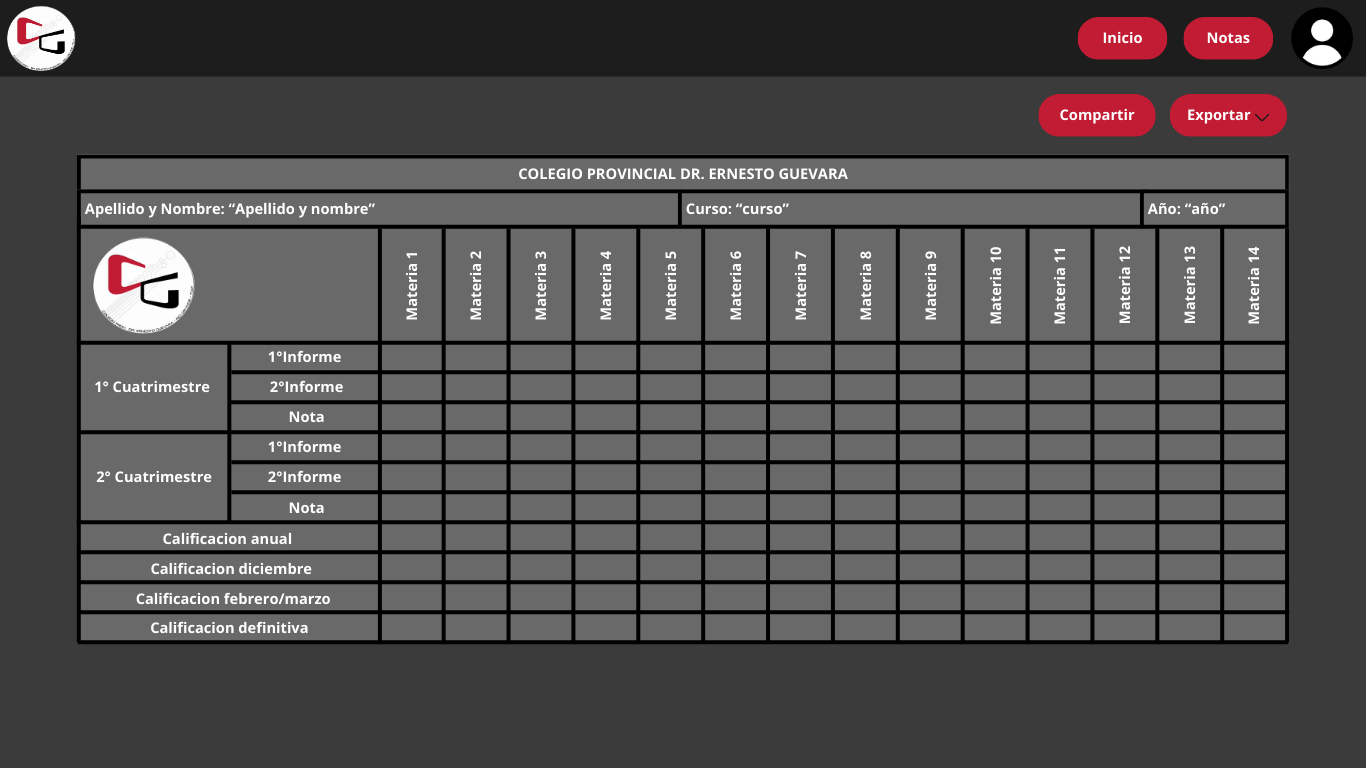 Inicio
Notas
Compartir
Exportar
COLEGIO PROVINCIAL DR. ERNESTO GUEVARA
Apellido y Nombre: “Apellido y nombre”
Curso: “curso”
Año: “año”
Materia 1
Materia 2
Materia 3
Materia 4
Materia 5
Materia 6
Materia 7
Materia 8
Materia 9
Materia 10
Materia 11
Materia 12
Materia 13
Materia 14
1° Cuatrimestre
1°Informe
2°Informe
Nota
2° Cuatrimestre
1°Informe
2°Informe
Nota
Calificacion anual
Calificacion diciembre
Calificacion febrero/marzo
Calificacion definitiva